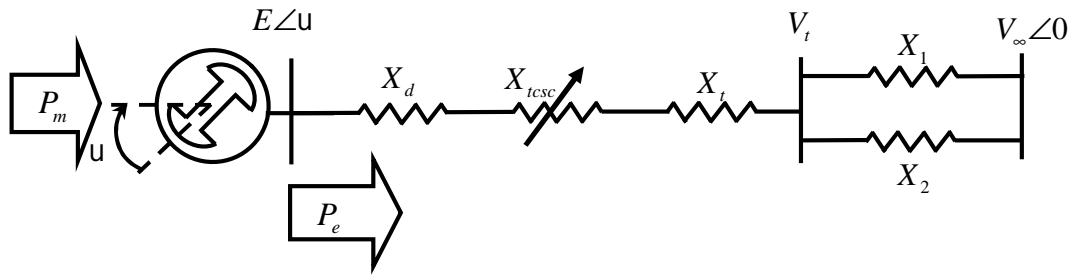 E∠u
V_t
V_∞∠0
X_d
X_tcsc
X_t
X_1
P_m
u
X_2
P_e